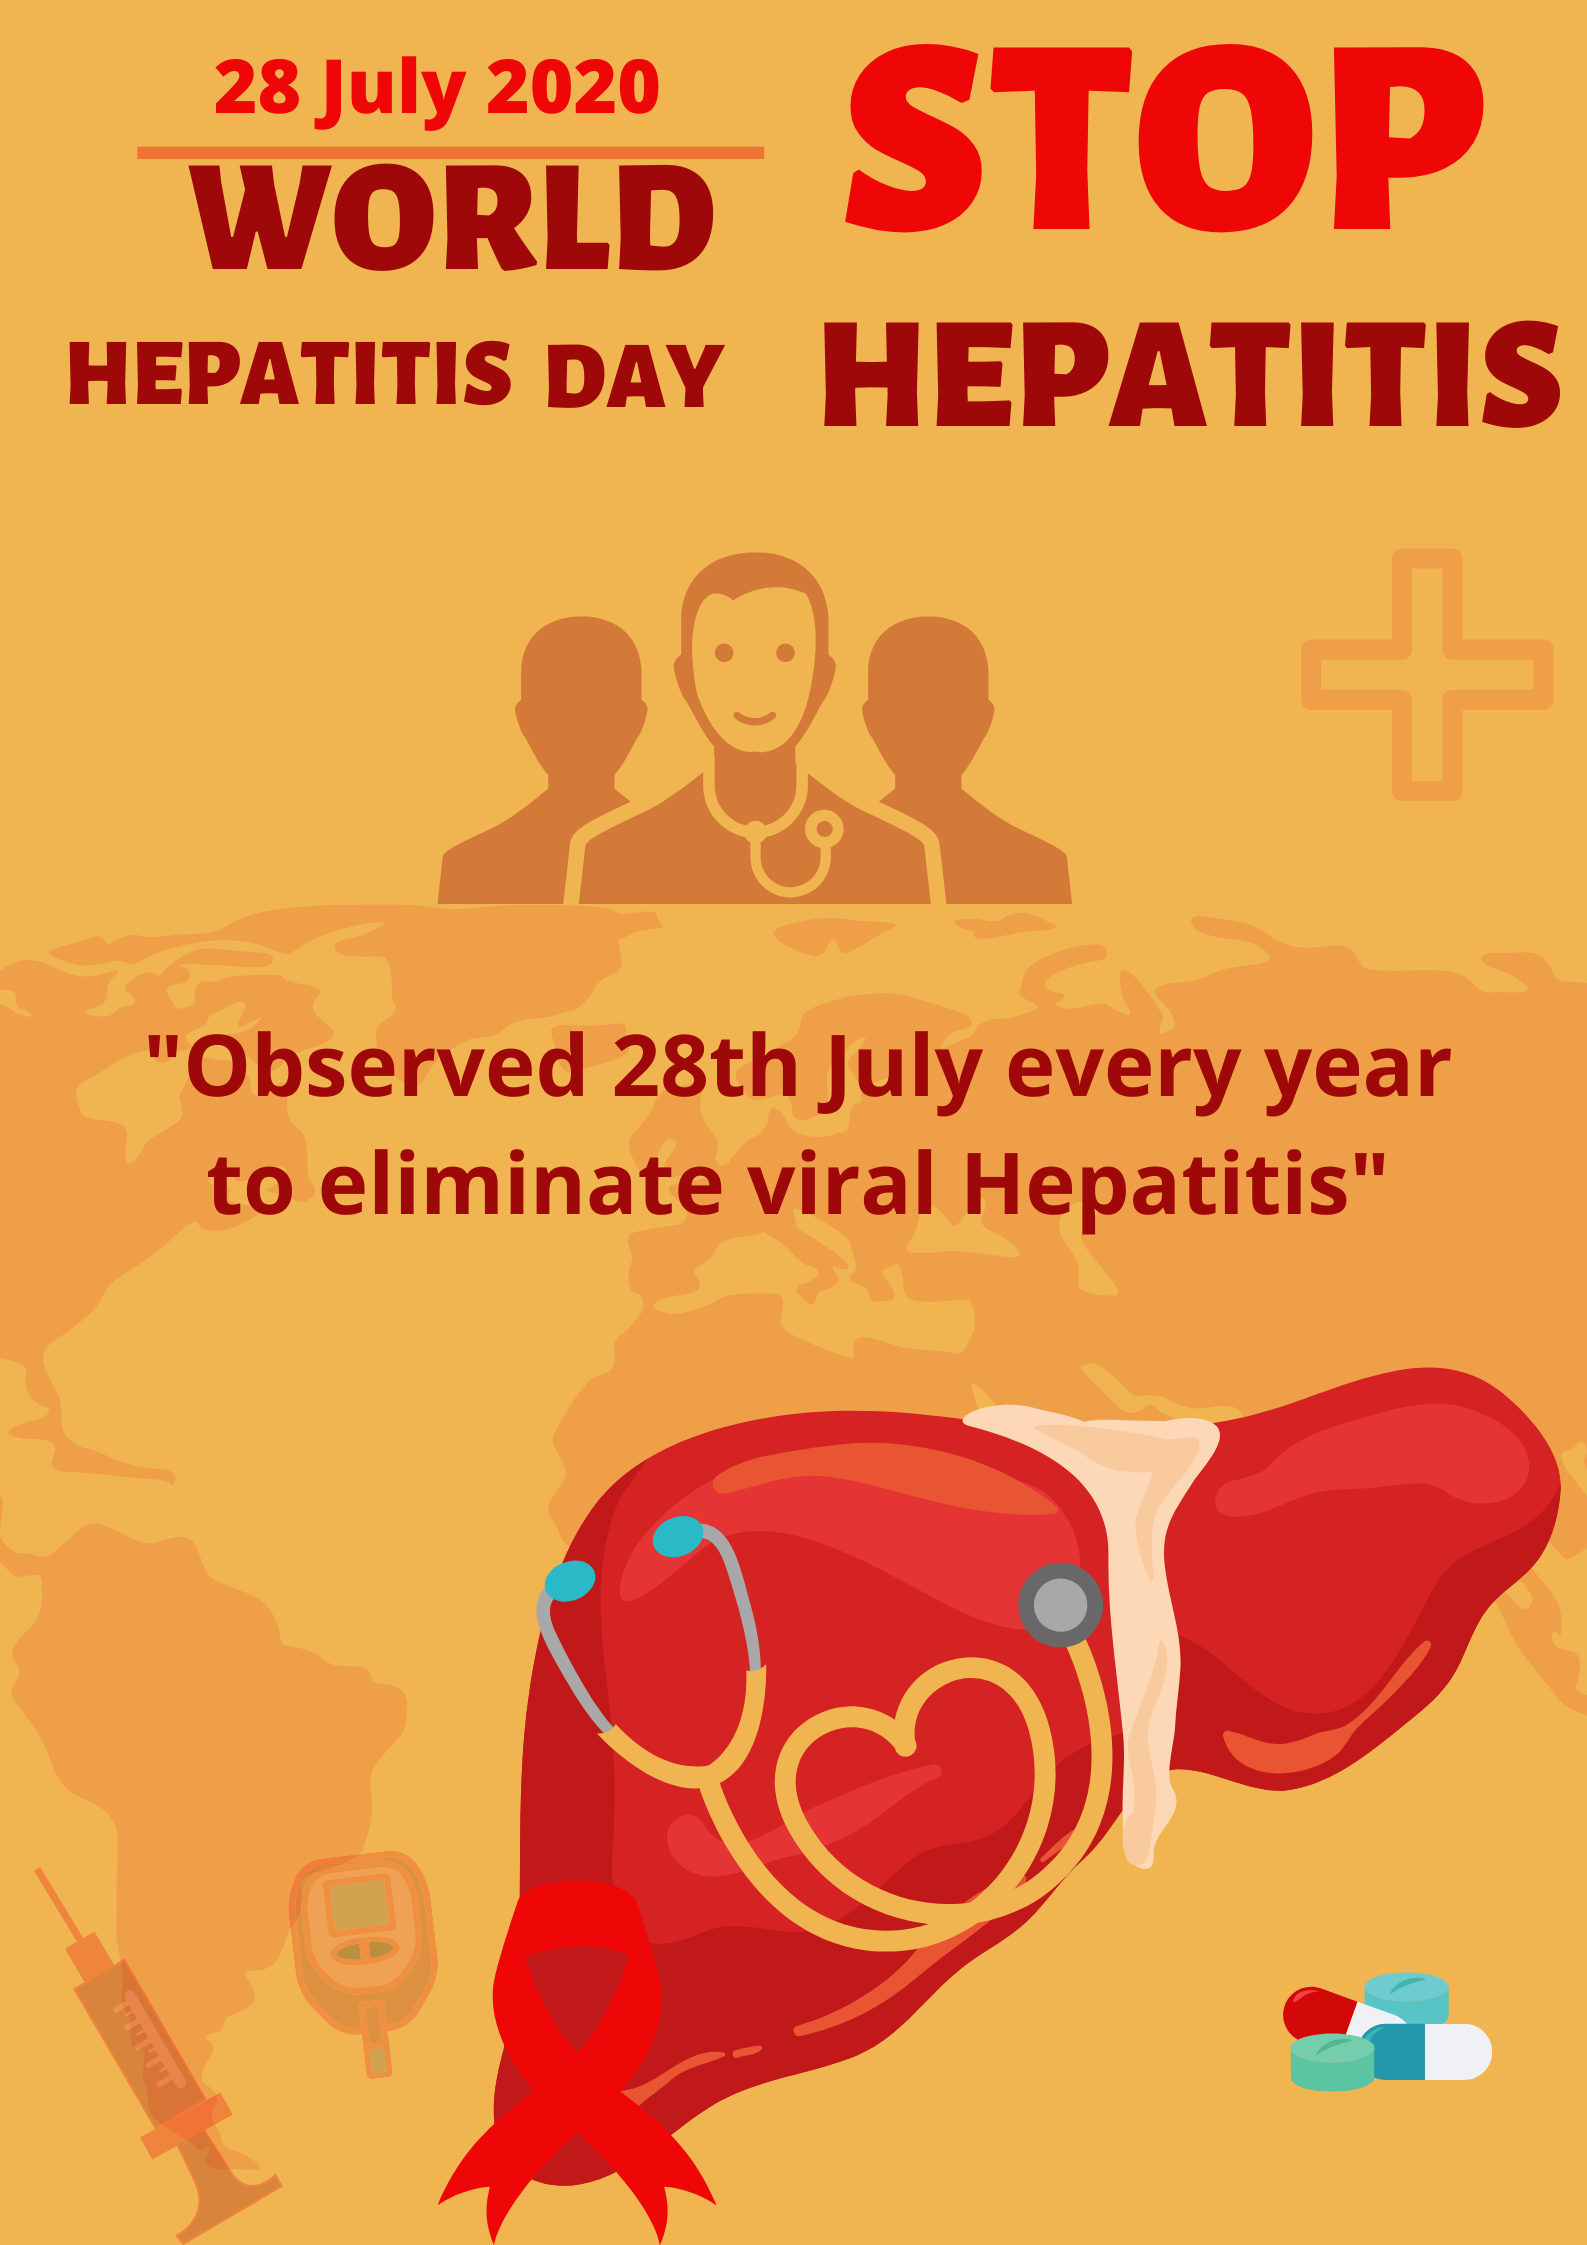 28 July 2020
WORLD
HEPATITIS DAY
STOP
HEPATITIS
"Observed 28th July every year
to eliminate viral Hepatitis"